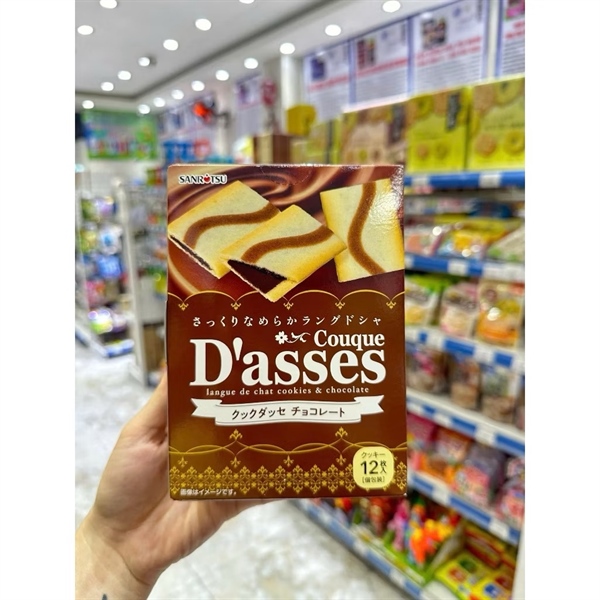 SANRITSU
さっくりなめらかラングドシャ
Couque
D'asses
langue de chat cookies & chocolate
クックダッセ チョコレート
クッキー
12枚入
(個包装)
画像はイメージです。